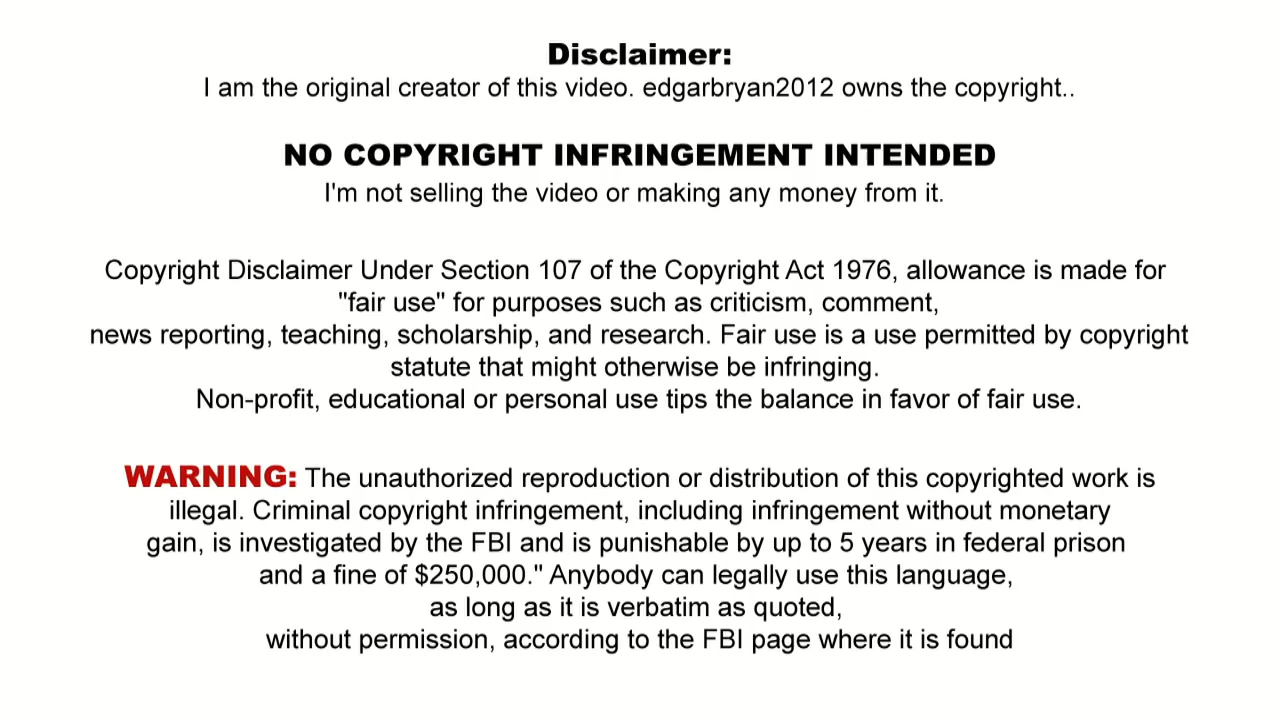 Disclaimer:
I am the original creator of this video. edgarbryan2012 owns the copyright..
NO COPYRIGHT INFRINGEMENT INTENDED
I'm not selling the video or making any money from it.
Copyright Disclaimer Under Section 107 of the Copyright Act 1976, allowance is made for
"fair use" for purposes such as criticism, comment,
news reporting, teaching, scholarship, and research. Fair use is a use permitted by copyright
statute that might otherwise be infringing.
Non-profit, educational or personal use tips the balance in favor of fair use.
WARNING: The unauthorized reproduction or distribution of this copyrighted work is
illegal. Criminal copyright infringement, including infringement without monetary
gain, is investigated by the FBI and is punishable by up to 5 years in federal prison
and a fine of $250,000." Anybody can legally use this language,
as long as it is verbatim as quoted,
without permission, according to the FBI page where it is found